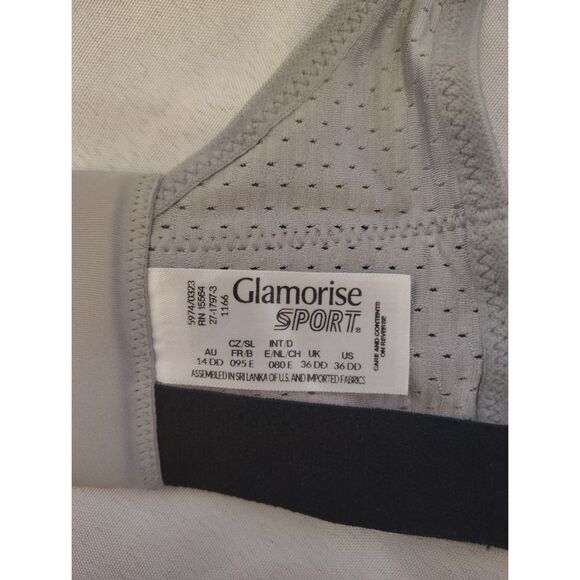 5974/0323
RN 15564
27-1797-3
1166
Glamorise
SPORT®
CARE AND CONTENTS
ON REVERSE
CZ/SL INT/D
AU FR/B E/NL/CH UK US
14 DD 095 E 080 E 36 DD 36 DD
ASSEMBLED IN SRI LANKA OF U.S. AND IMPORTED FABRICS